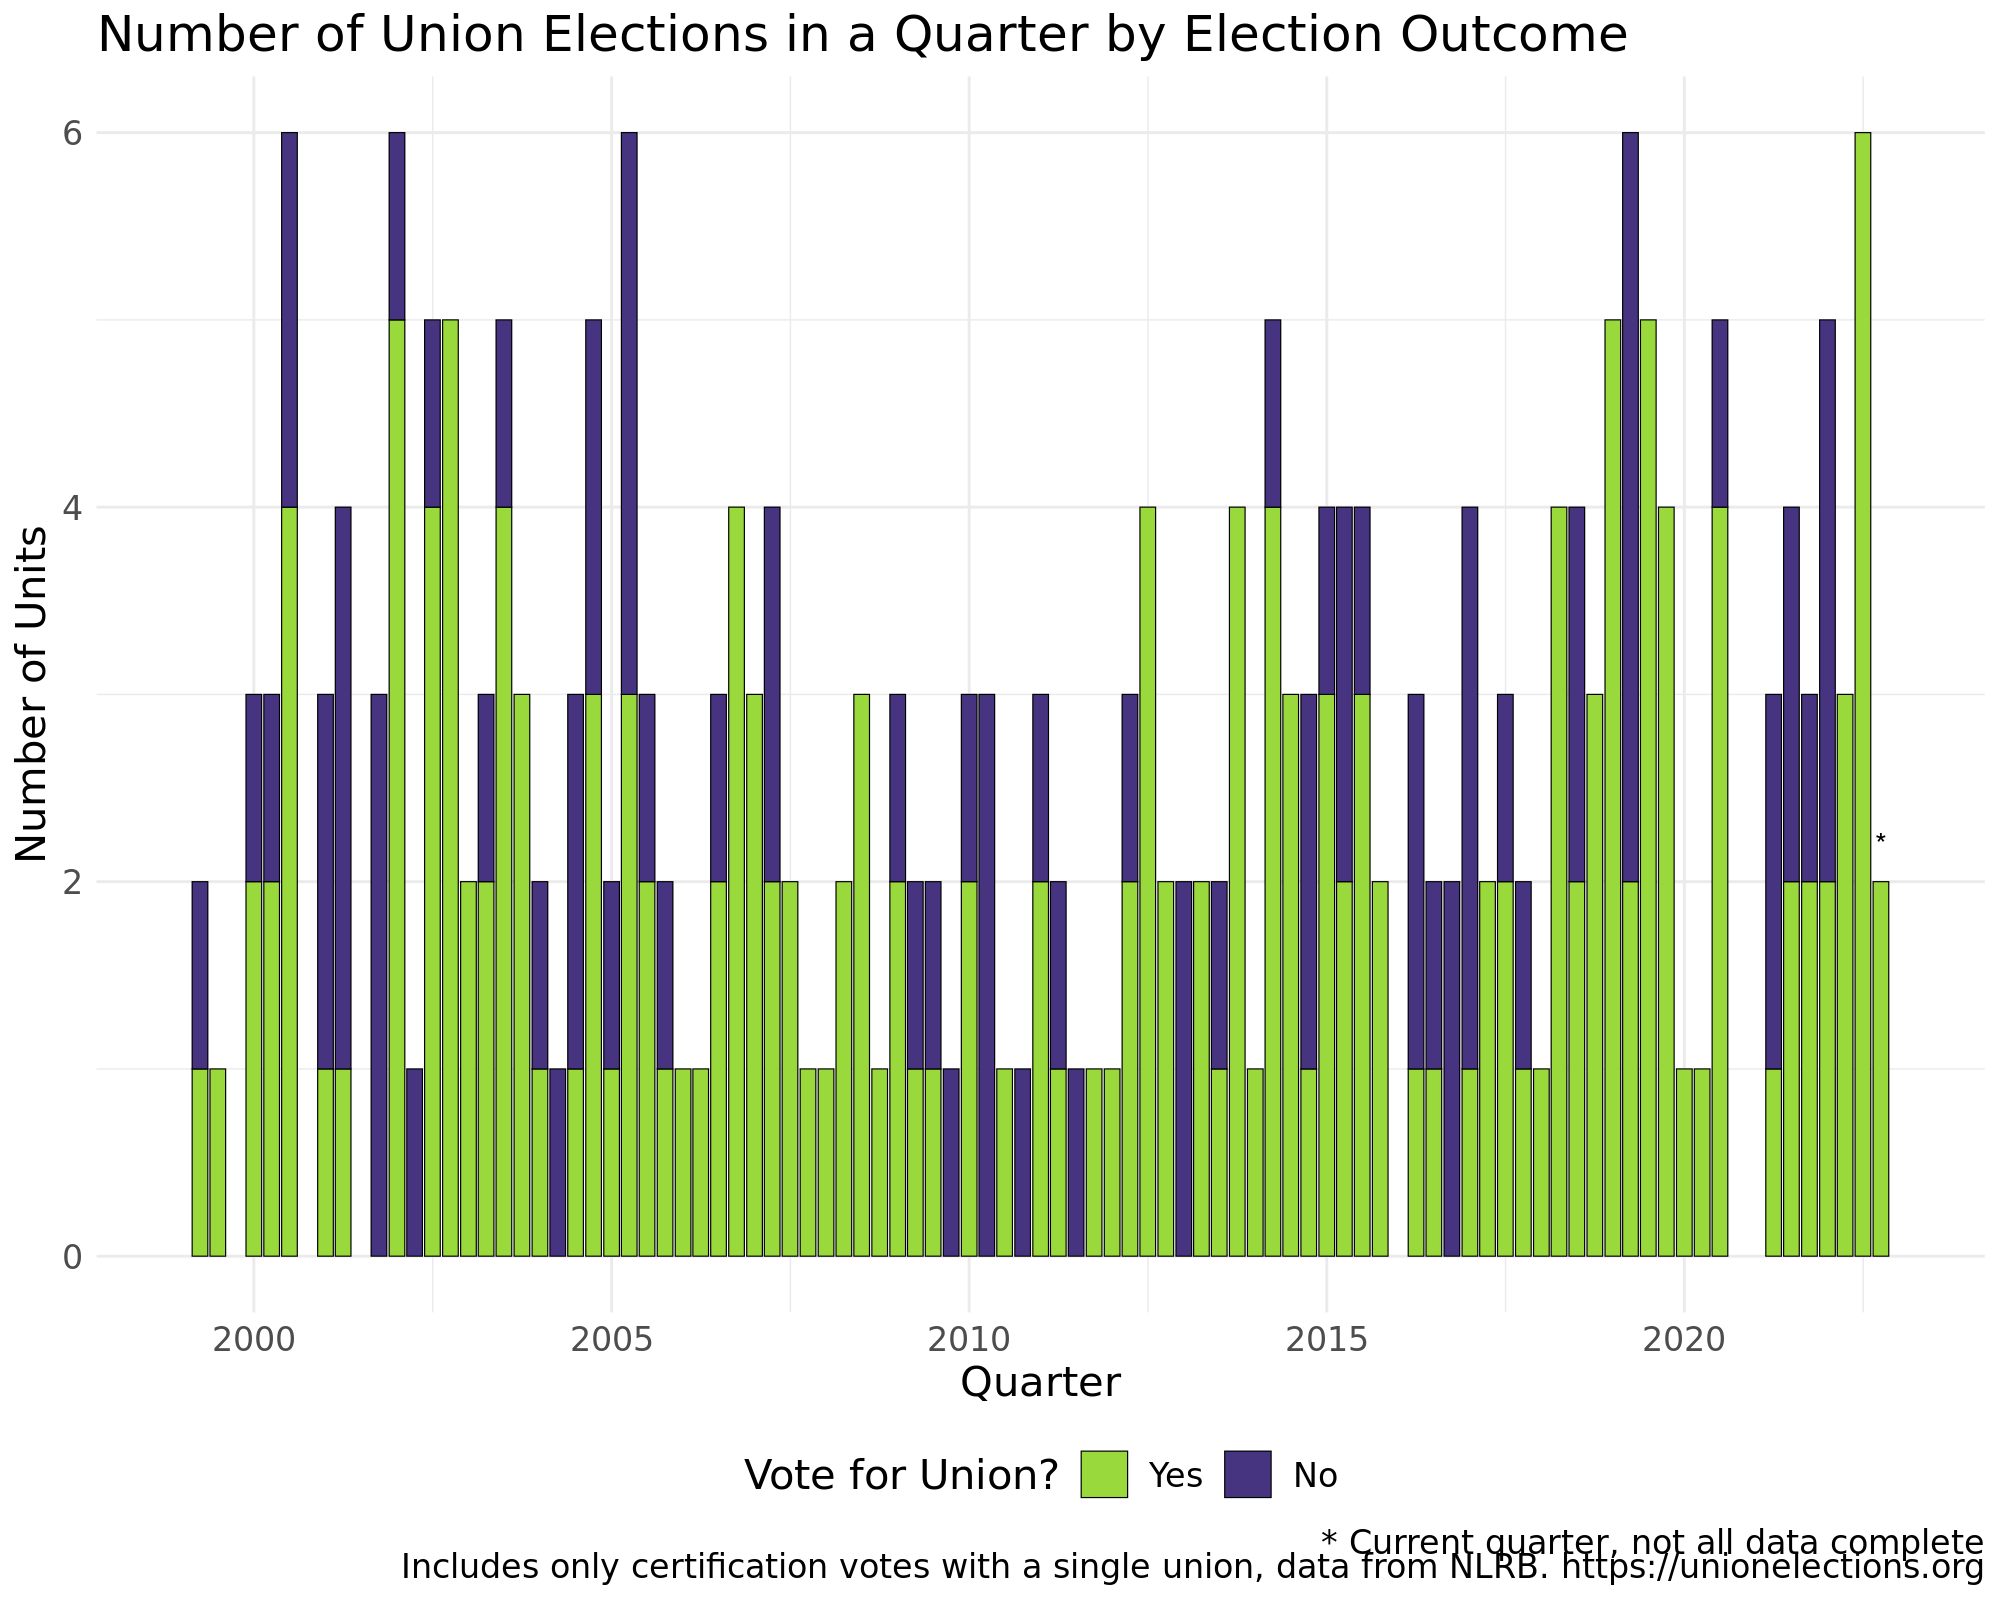 Number of Union Elections in a Quarter by Election Outcome
6
4
2
0
Number of Units
*
2000 2005 2010 2015 2020
Quarter
Vote for Union? Yes No
* Current quarter, not all data complete
Includes only certification votes with a single union, data from NLRB. https://unionelections.org